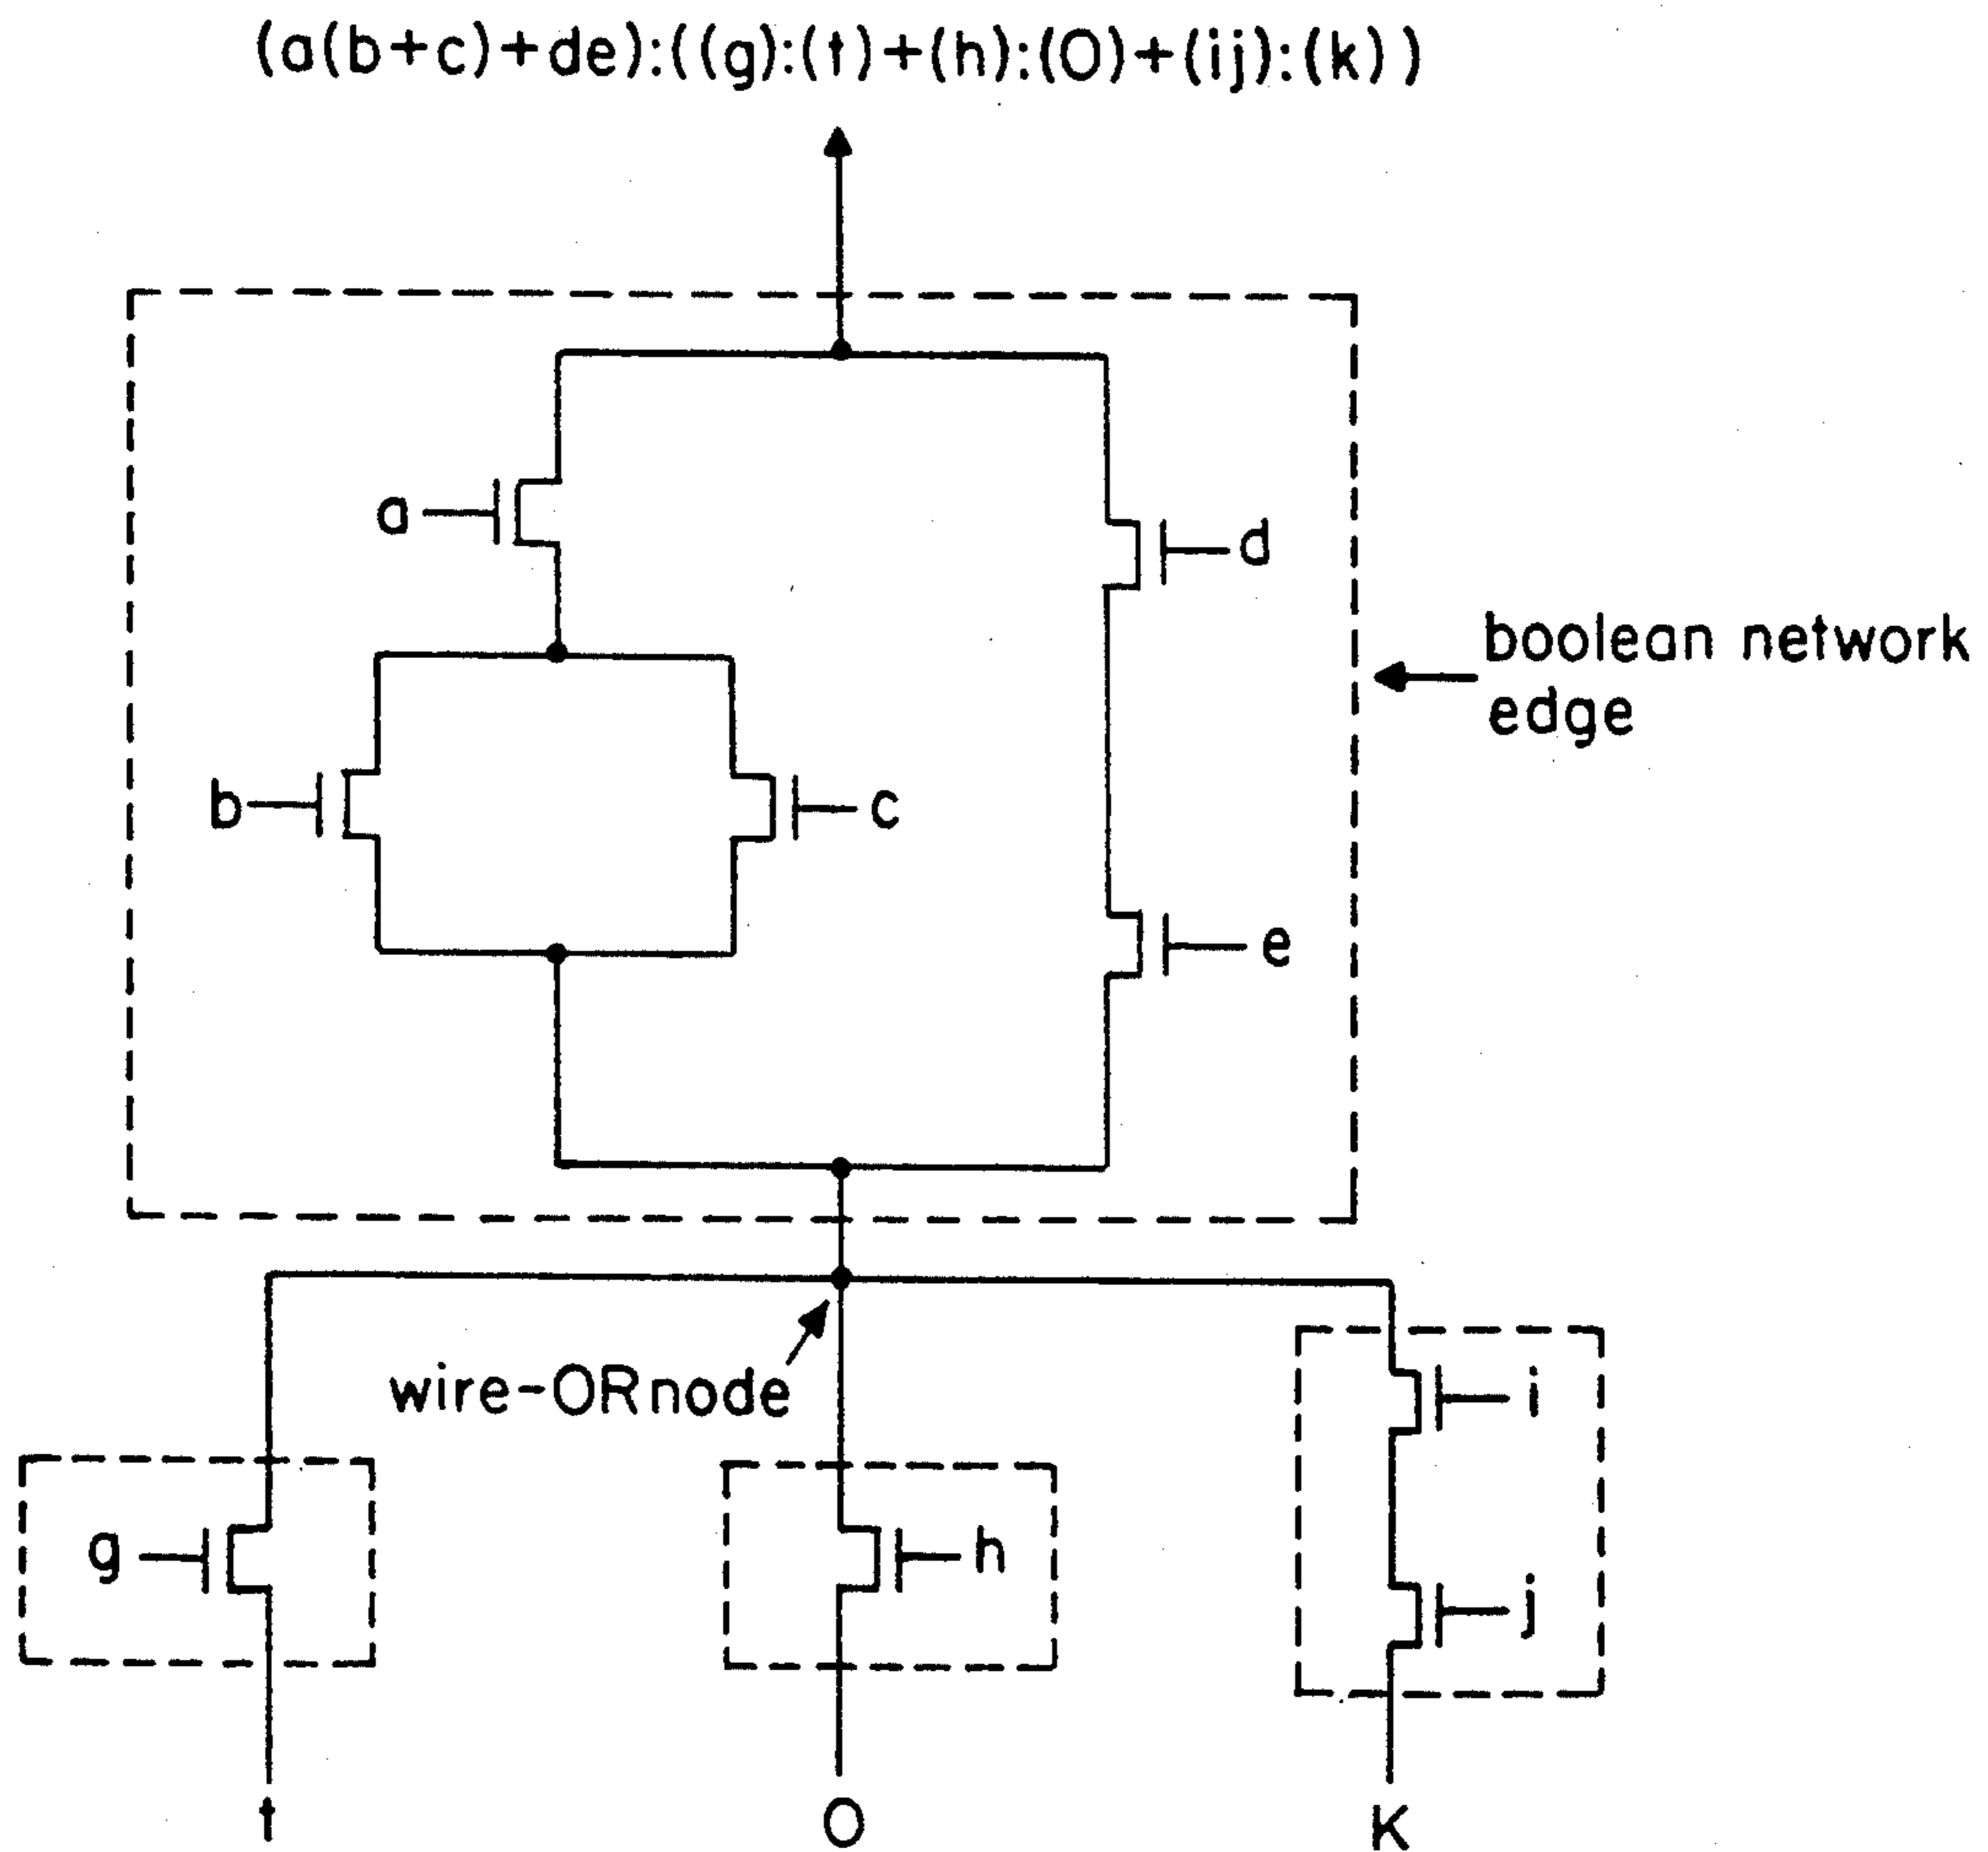 (a(b+c)+de):((g):(t)+(h):(O)+(ij):(k))
a
d
boolean network
edge
b
c
e
wire-ORnode
i
g
h
j
t
O
K